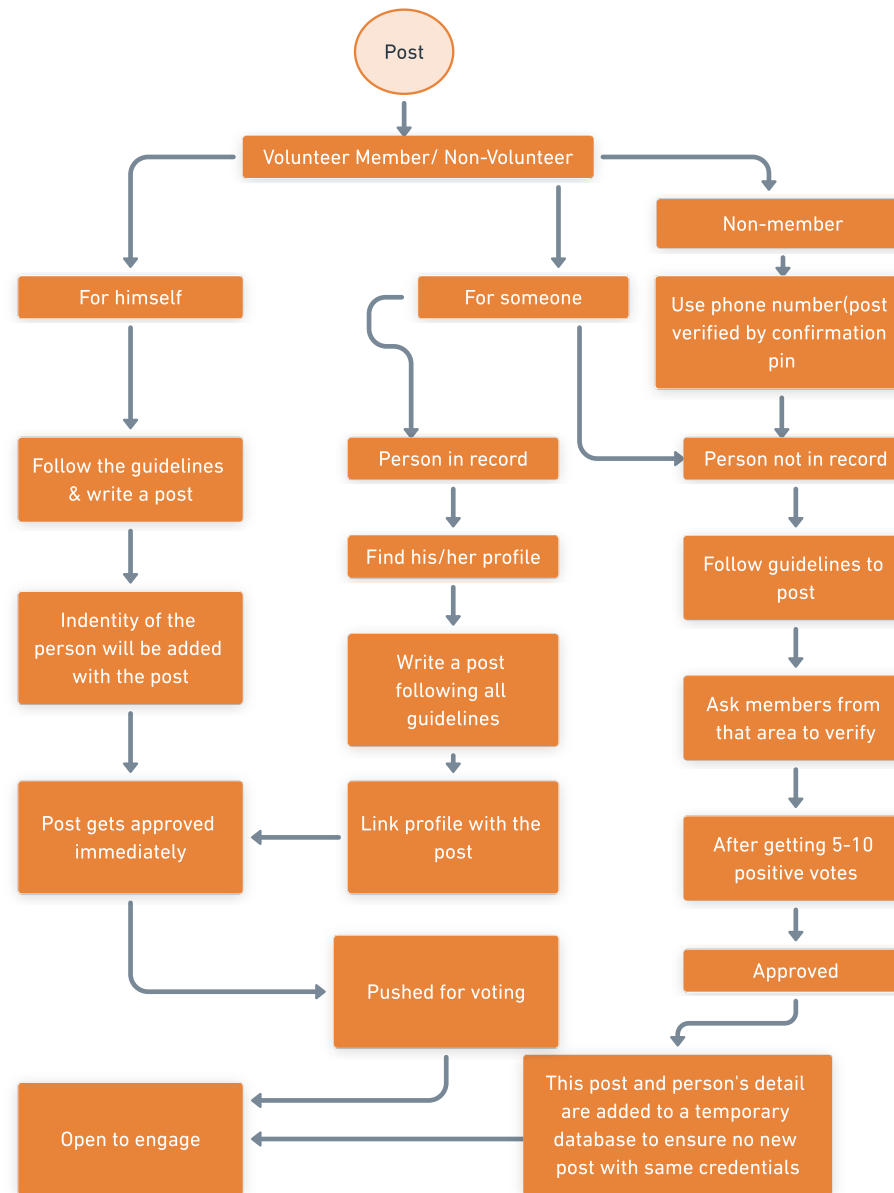 Post
Volunteer Member/ Non-Volunteer
Non-member
For himself
For someone
Use phone number(post
verified by confirmation
pin
Follow the guidelines
& write a post
Person in record
Person not in record
Find his/her profile
Follow guidelines to
post
Indentity of the
person will be added
with the post
Write a post
following all
guidelines
Ask members from
that area to verify
Post gets approved
immediately
Link profile with the
post
After getting 5-10
positive votes
Approved
Pushed for voting
This post and person's detail
are added to a temporary
database to ensure no new
post with same credentials
Open to engage